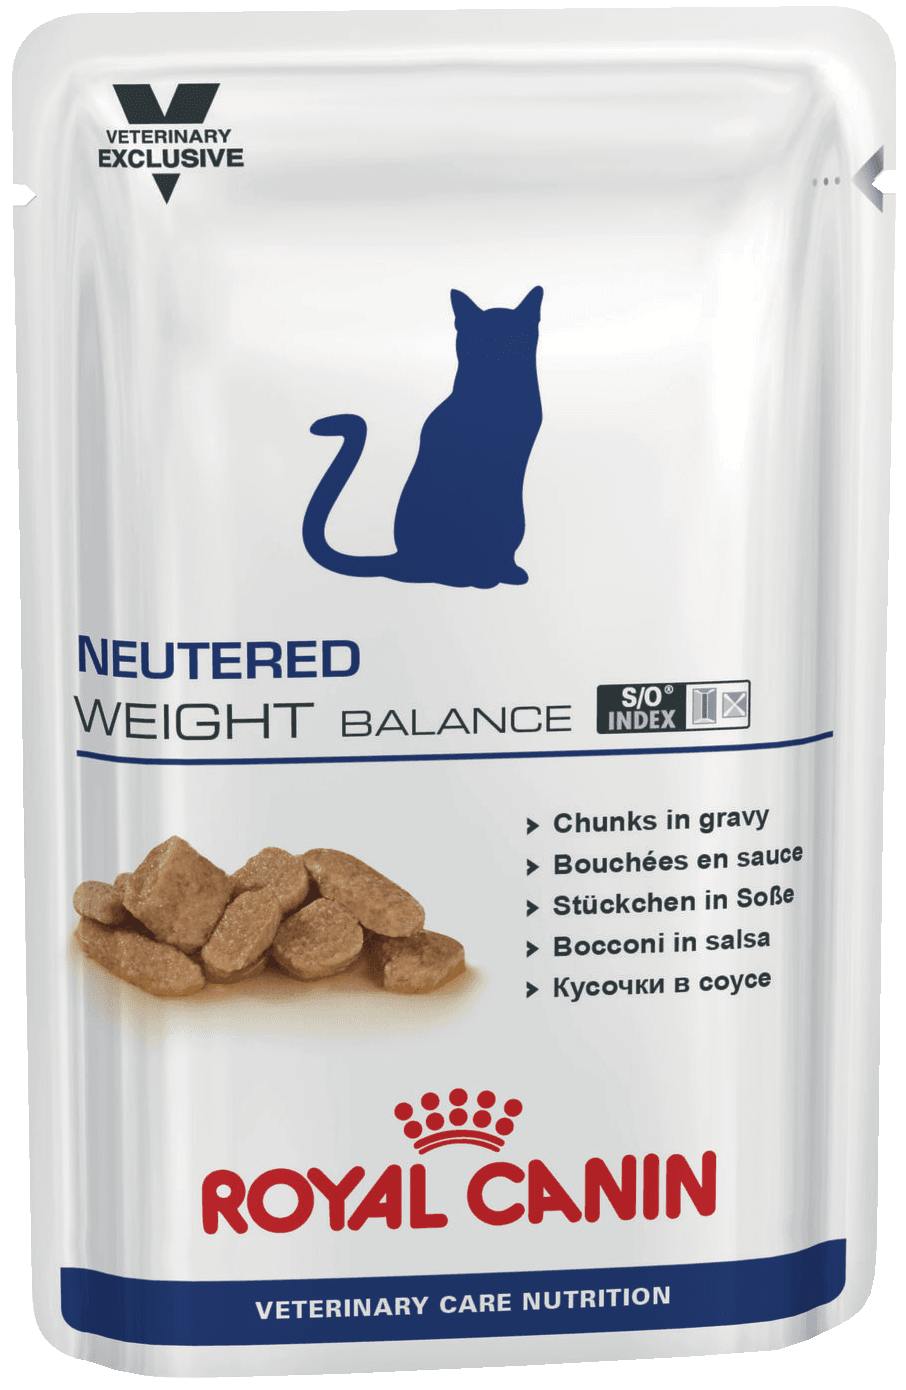 VETERINARY
EXCLUSIVE
NEUTERED
WEIGHT BALANCE
S/O®
INDEX
Chunks in gravy
Bouchées en sauce
Stückchen in Soße
Bocconi in salsa
Кусочки в соусе
ROYAL CANIN
VETERINARY CARE NUTRITION